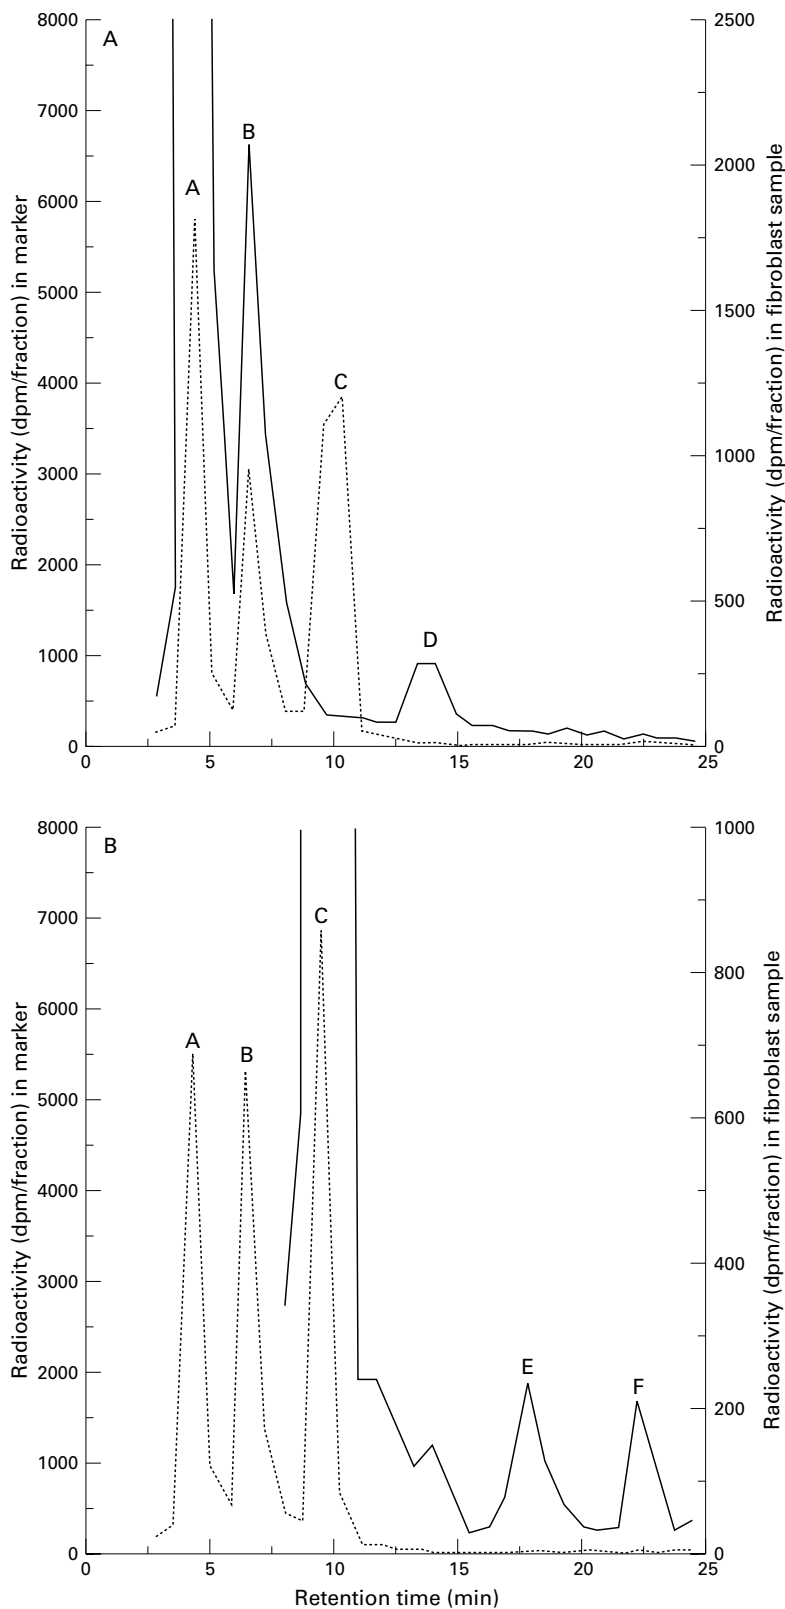 A
8000
7000
6000
5000
4000
3000
2000
1000
0
Radioactivity (dpm/fraction) in marker
2500
2000
1500
1000
500
0
Radioactivity (dpm/fraction) in fibroblast sample
A
B
C
D
0 5 10 15 20 25
B
8000
7000
6000
5000
4000
3000
2000
1000
0
Radioactivity (dpm/fraction) in marker
1000
800
600
400
200
0
Radioactivity (dpm/fraction) in fibroblast sample
A
B
C
E
F
0 5 10 15 20 25
Retention time (min)